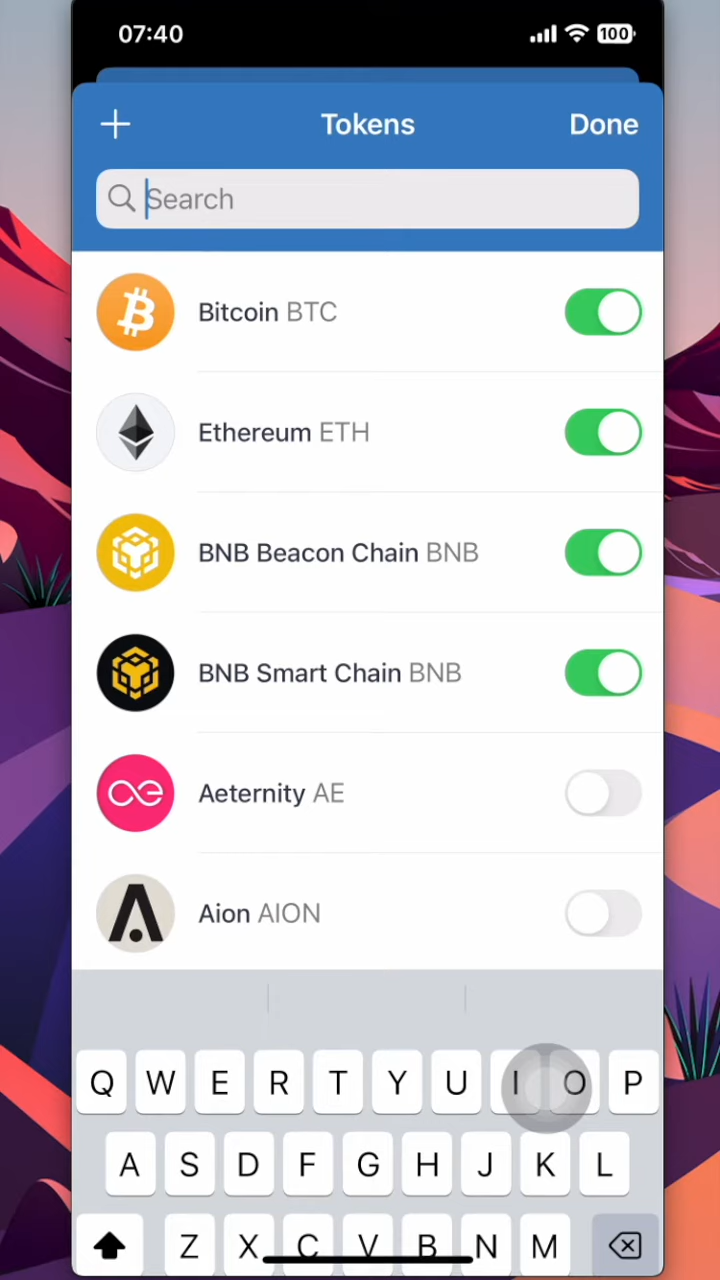 07:40
100
Tokens
Done
Search
Bitcoin BTC
Ethereum ETH
BNB Beacon Chain BNB
BNB Smart Chain BNB
Aeternity AE
Aion AION
Q W E R T Y U I O P
A S D F G H J K L
Z X C V B N M